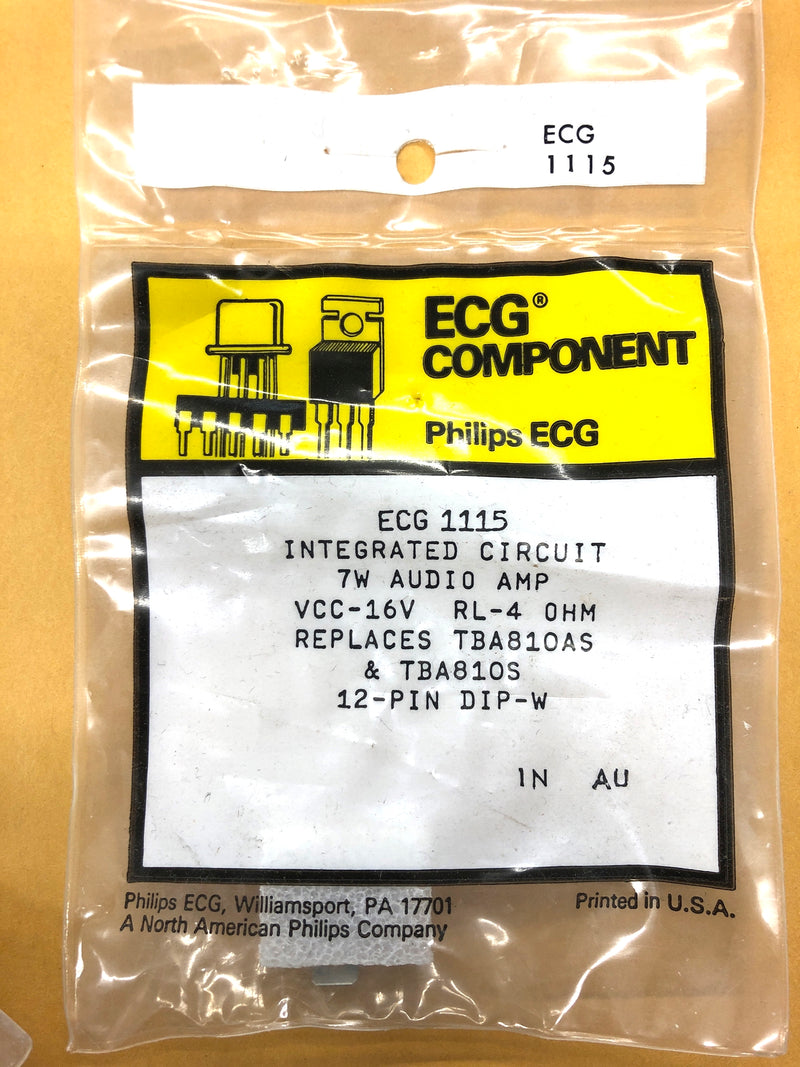 ECG
1115
ECG®
COMPONENT
Philips ECG
ECG 1115
INTEGRATED CIRCUIT
7W AUDIO AMP
VCC-16V RL-4 OHM
REPLACES TBA810AS
& TBA810S
12-PIN DIP-W
IN AU
Philips ECG, Williamsport, PA 17701
A North American Philips Company
Printed in U.S.A.